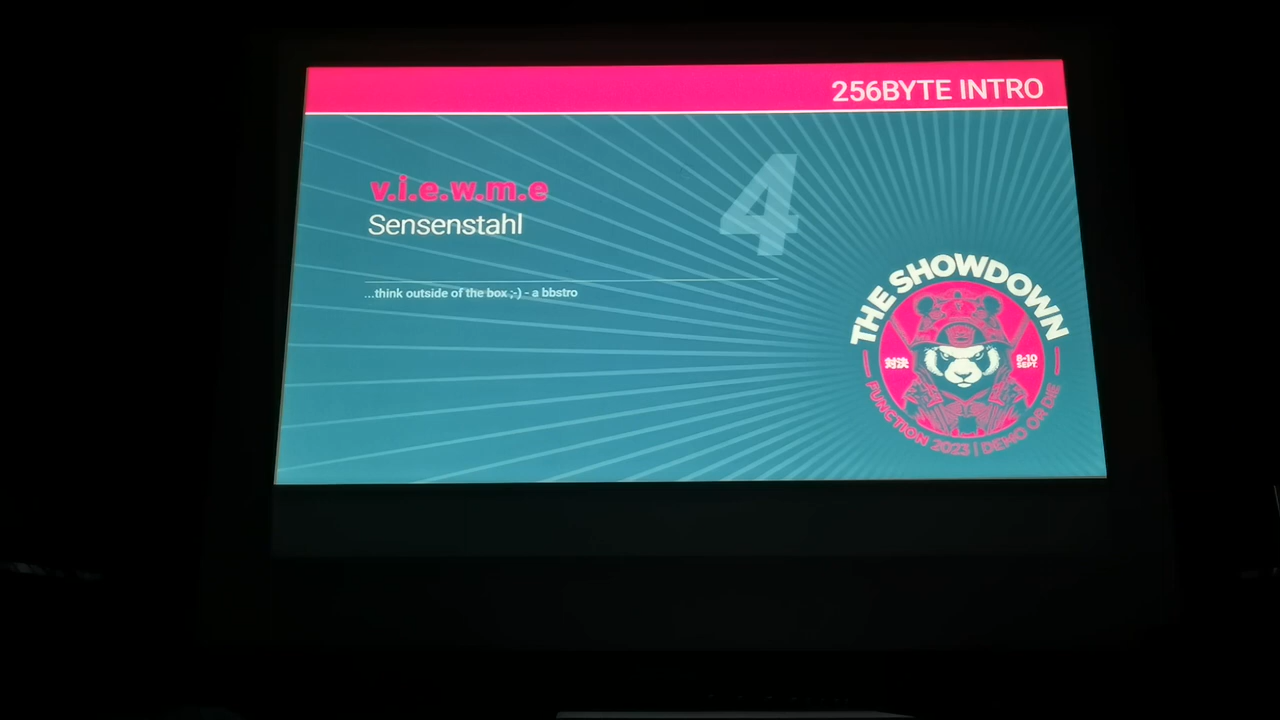 256BYTE INTRO
4
v.i.e.w.m.e
Sensenstahl
...think outside of the box ;-) - a bbstro
THE SHOWDOWN
対決
8-10
SEPT.
FUNCTION 2023 | DEMO OR DIE